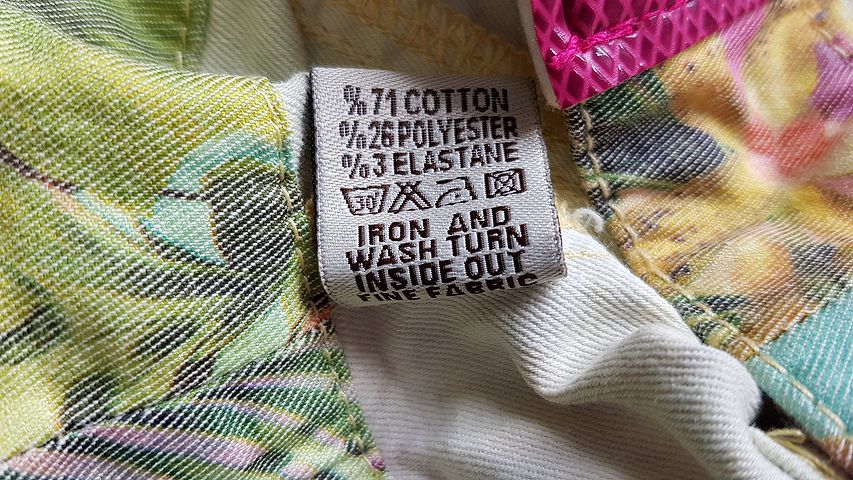 %71 COTTON
%26 POLYESTER
%3 ELASTANE
30
IRON AND
WASH TURN
INSIDE OUT
FINE FABRIC